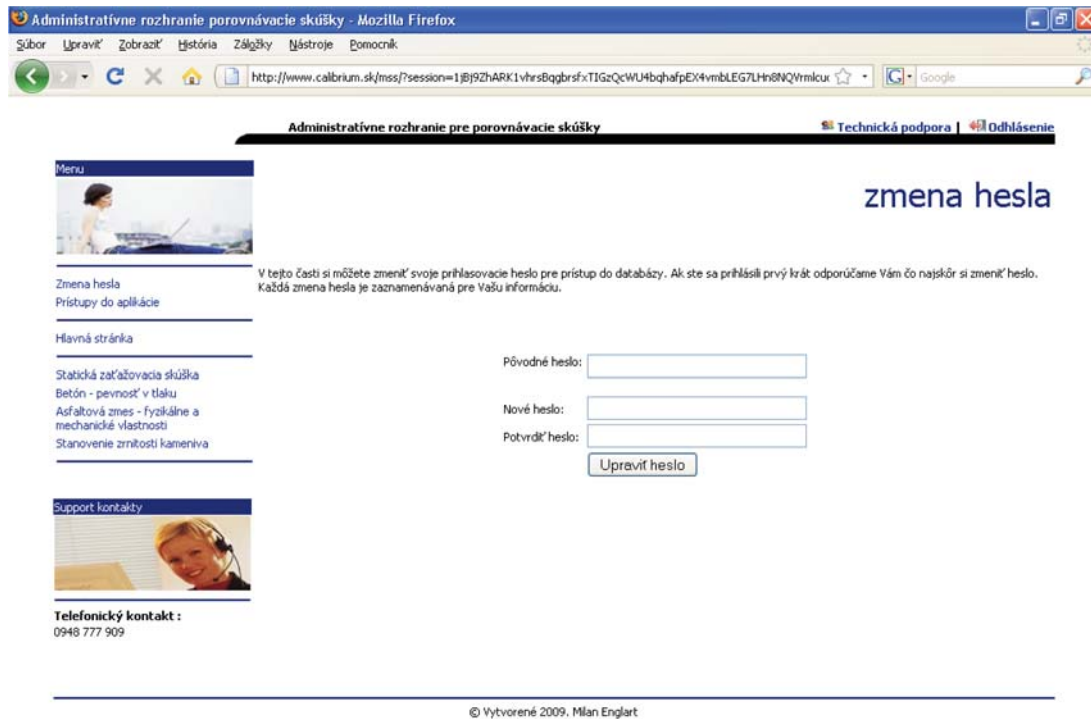 Administratívne rozhranie porovnávacie skúšky - Mozilla Firefox
Súbor Upraviť Zobraziť História Záložky Nástroje Pomocník
Google
Administratívne rozhranie pre porovnávacie skúšky
Technická podpora | Odhlásenie
Menu
zmena hesla
V tejto časti si môžete zmeniť svoje prihlasovacie heslo pre prístup do databázy. Ak ste sa prihlásili prvý krát odporúčame Vám čo najskôr si zmeniť heslo.
Každá zmena hesla je zaznamenávaná pre Vašu informáciu.
Zmena hesla
Prístupy do aplikácie
Hlavná stránka
Statická zaťažovacia skúška
Betón - pevnosť v tlaku
Asfaltová zmes - fyzikálne a
mechanické vlastnosti
Stanovenie zrnitosti kameniva
Pôvodné heslo:
Nové heslo:
Potvrdiť heslo:
Upraviť heslo
Support kontakty
Telefonický kontakt :
0948 777 909
© Vytvorené 2009. Milan Englart